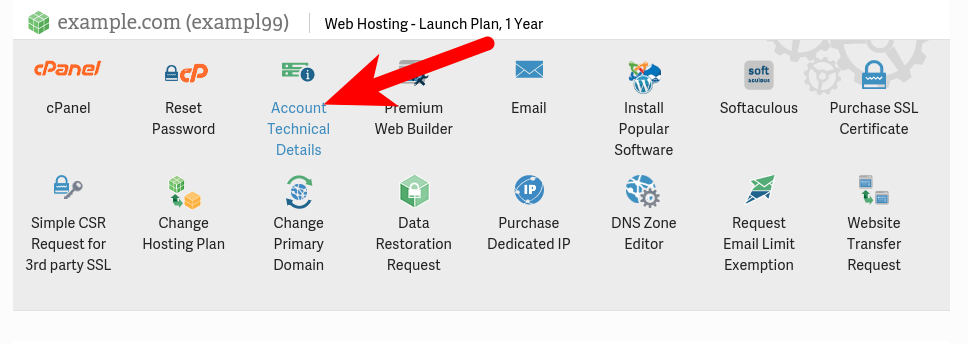 example.com (exampl99) Web Hosting - Launch Plan, 1 Year
cPanel cP soft
aculous
cPanel Reset Account Premium Email Install Softaculous Purchase SSL
Password Technical Web Builder Popular Certificate
Details Software
IP
Simple CSR Change Change Data Purchase DNS Zone Request Website
Request for Hosting Plan Primary Restoration Dedicated IP Editor Email Limit Transfer
3rd party SSL Domain Request Exemption Request